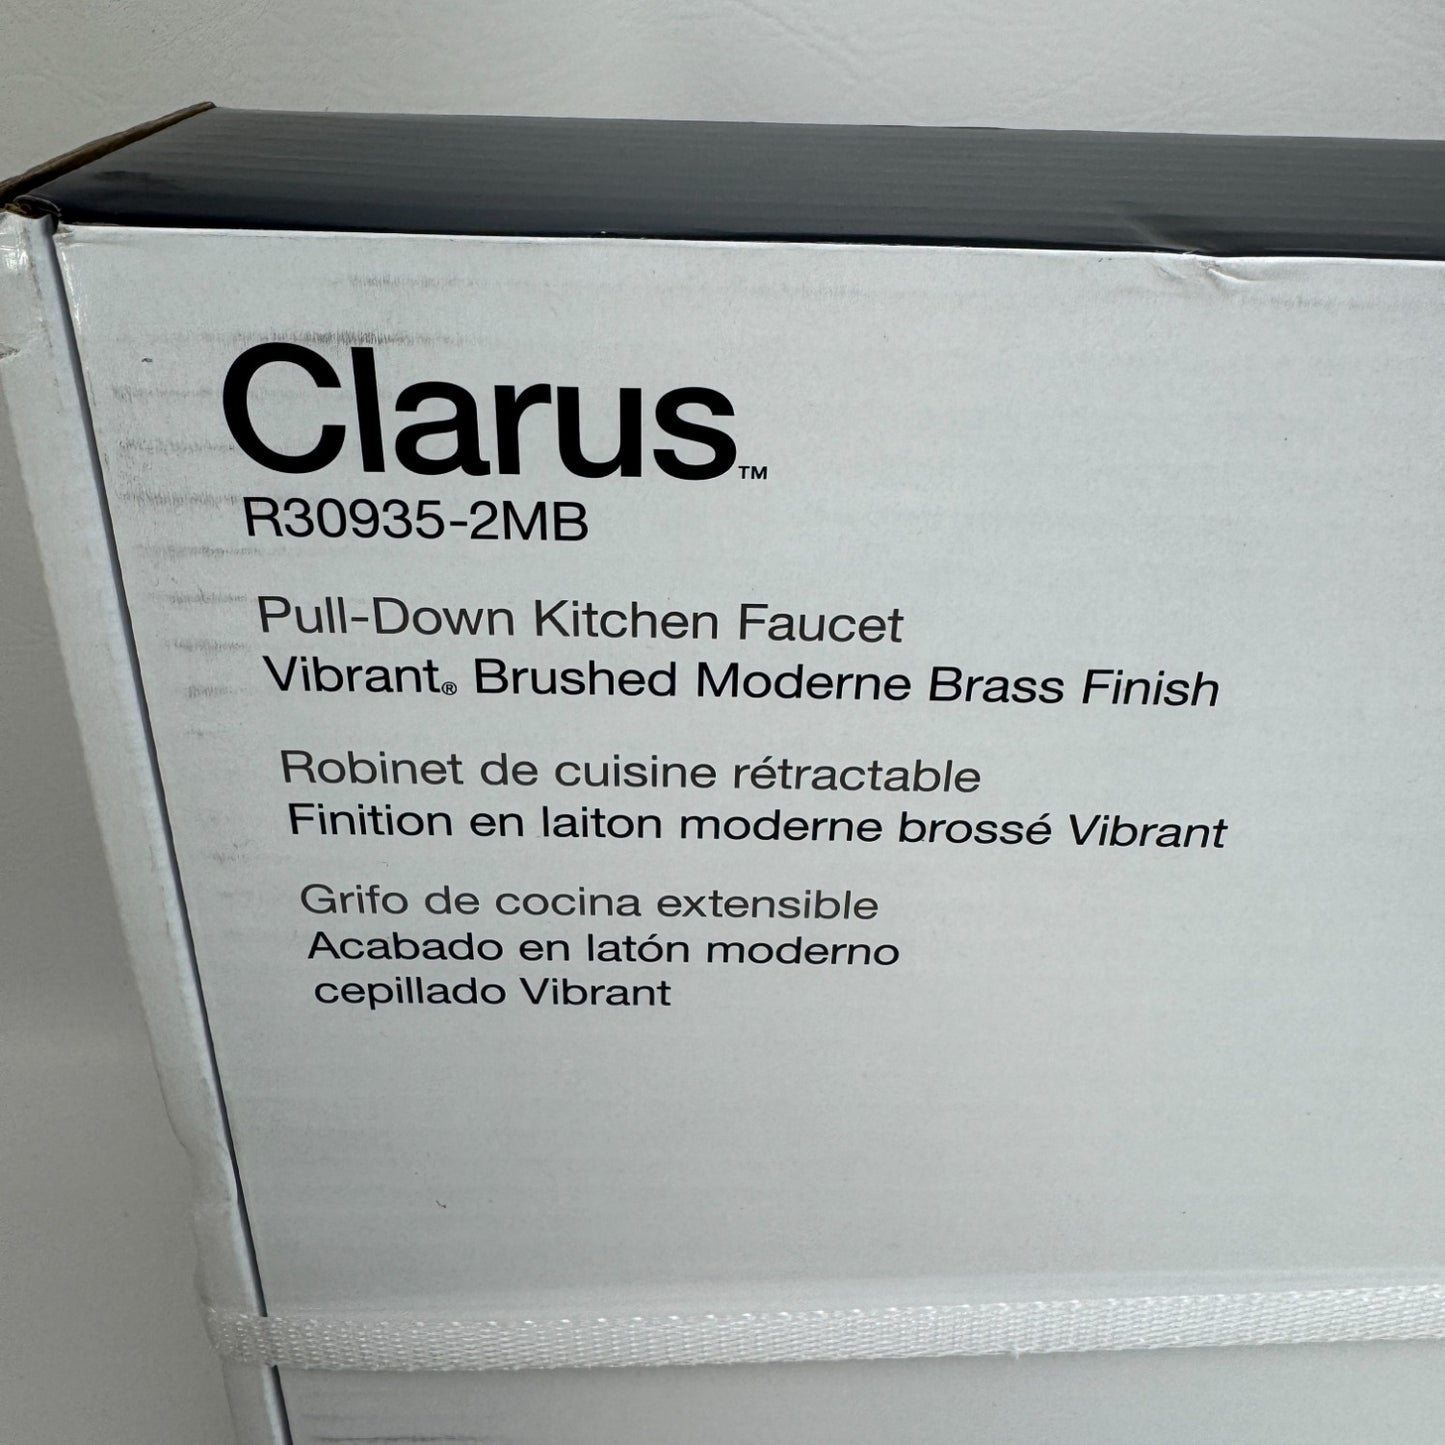 Clarus™
R30935-2MB
Pull-Down Kitchen Faucet
Vibrant® Brushed Moderne Brass Finish
Robinet de cuisine rétractable
Finition en laiton moderne brossé Vibrant
Grifo de cocina extensible
Acabado en latón moderno
cepillado Vibrant